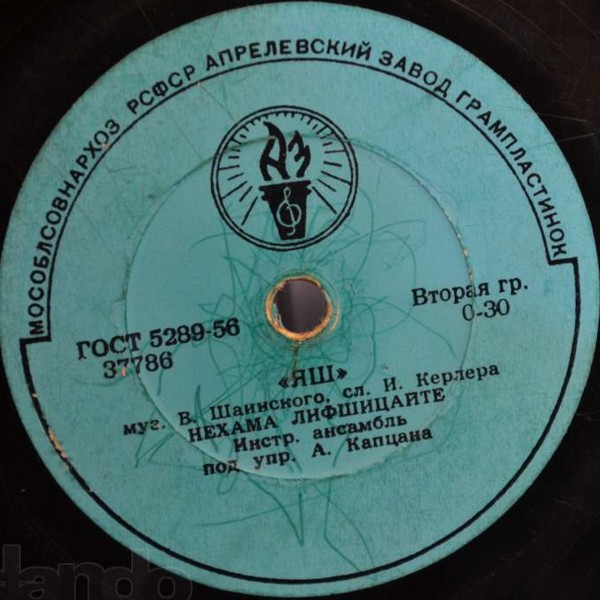 МОСОБЛСОВНАРХОЗ РСФСР АПРЕЛЕВСКИЙ ЗАВОД ГРАМПЛАСТИНОК
АЗ
ГОСТ 5289-56
37786
Вторая гр.
0-30
«ЯШ»
муз. В. Шаинского, сл. И. Керлера
НЕХАМА ЛИФШИЦАЙТЕ
Инстр. ансамбль
под упр. А. Капцана
dando